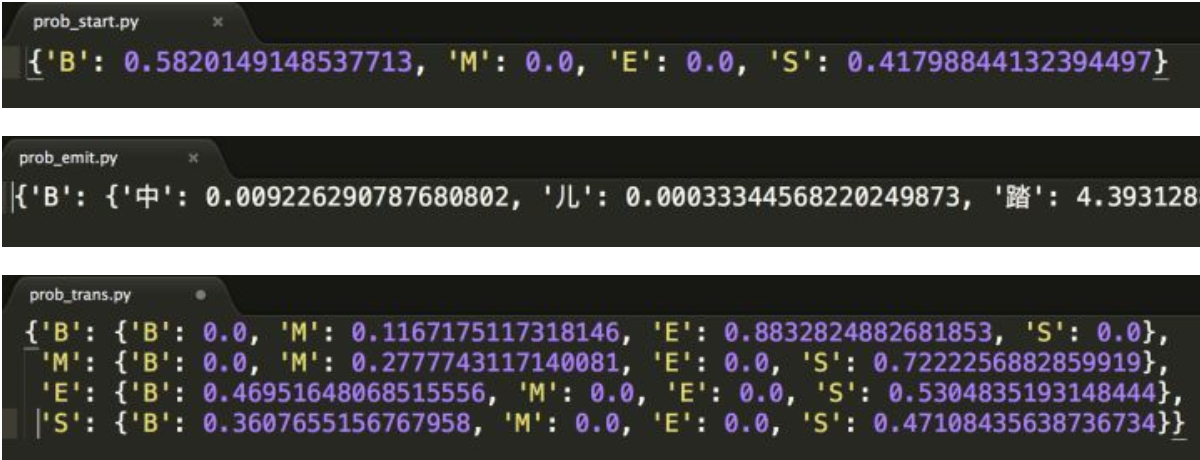 prob_start.py ×
{'B': 0.5820149148537713, 'M': 0.0, 'E': 0.0, 'S': 0.41798844132394497}
prob_emit.py ×
{'B': {'中': 0.009226290787680802, '儿': 0.00033344568220249873, '踏': 4.393128
prob_trans.py
{'B': {'B': 0.0, 'M': 0.11671175117318146, 'E': 0.8832824882681853, 'S': 0.0},
'M': {'B': 0.0, 'M': 0.2777743117140081, 'E': 0.0, 'S': 0.7222256882859919},
'E': {'B': 0.46951648068515556, 'M': 0.0, 'E': 0.0, 'S': 0.5304835193148444},
'S': {'B': 0.3607655156767958, 'M': 0.0, 'E': 0.0, 'S': 0.47108435638736734}}